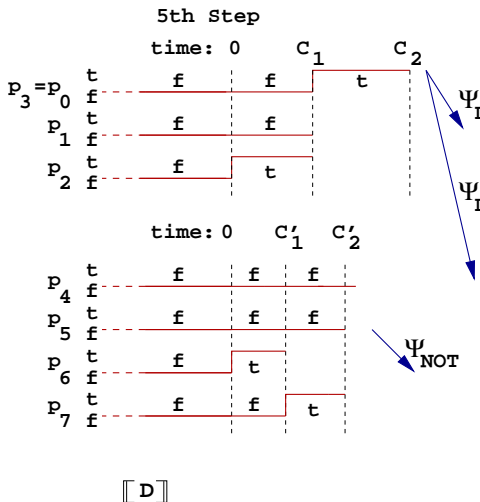 5th Step
time: 0 C1 C2
t
p3=p0 f f f t
t
p1 f f f
t
p2 f f t
Ψ
Ψ
time: 0 C'1 C'2
t
p4 f f f f
t
p5 f f f f
t
p6 f f t
t
p7 f f f t
ΨNOT
⟦D⟧